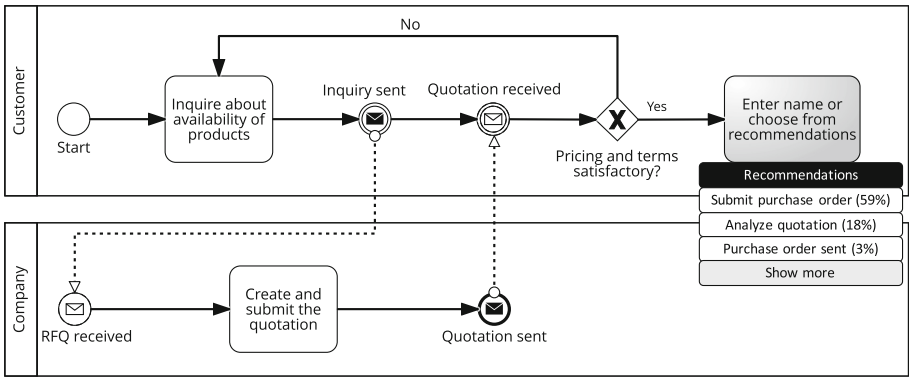 Customer
No
Start
Inquire about
availability of
products
Inquiry sent
Quotation received
Pricing and terms
satisfactory?
Yes
Enter name or
choose from
recommendations
Recommendations
Submit purchase order (59%)
Analyze quotation (18%)
Purchase order sent (3%)
Show more
Company
RFQ received
Create and
submit the
quotation
Quotation sent